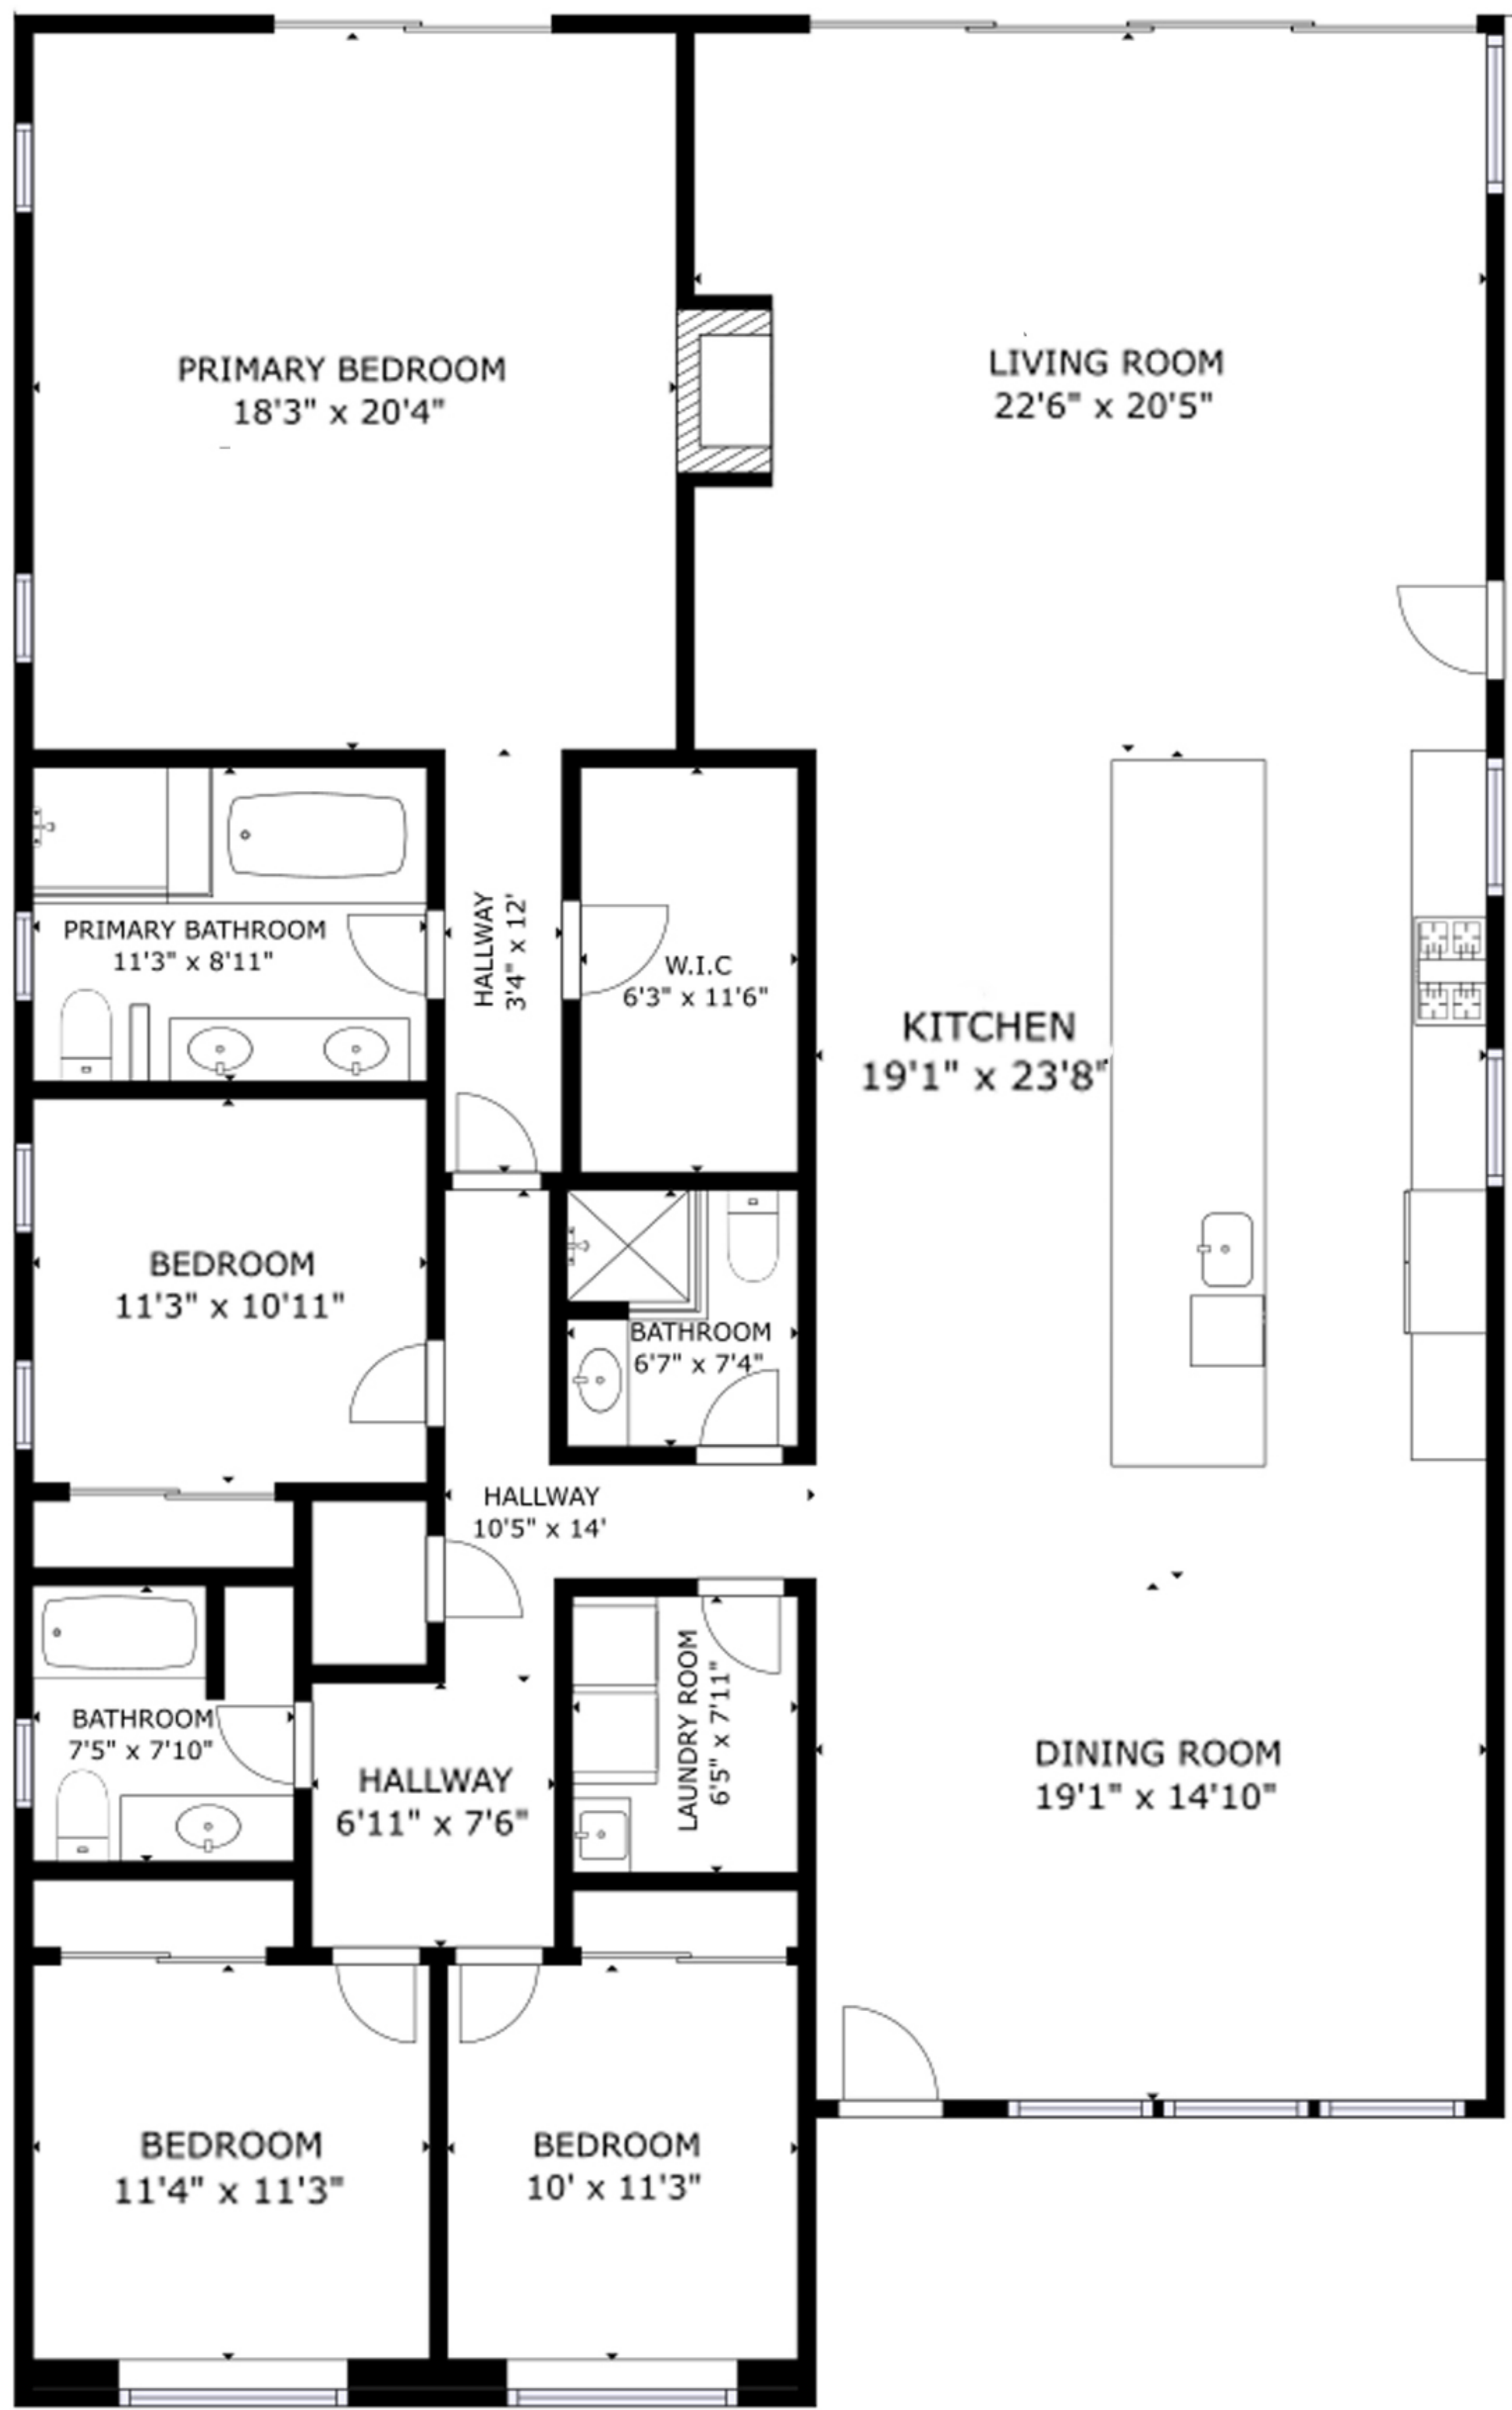 PRIMARY BEDROOM
18'3" x 20'4"
LIVING ROOM
22'6" x 20'5"
PRIMARY BATHROOM
11'3" x 8'11"
HALLWAY
3'4" x 12'
W.I.C
6'3" x 11'6"
KITCHEN
19'1" x 23'8"
BEDROOM
11'3" x 10'11"
BATHROOM
6'7" x 7'4"
HALLWAY
10'5" x 14'
BATHROOM
7'5" x 7'10"
HALLWAY
6'11" x 7'6"
LAUNDRY ROOM
6'5" x 7'11"
DINING ROOM
19'1" x 14'10"
BEDROOM
11'4" x 11'3"
BEDROOM
10' x 11'3"